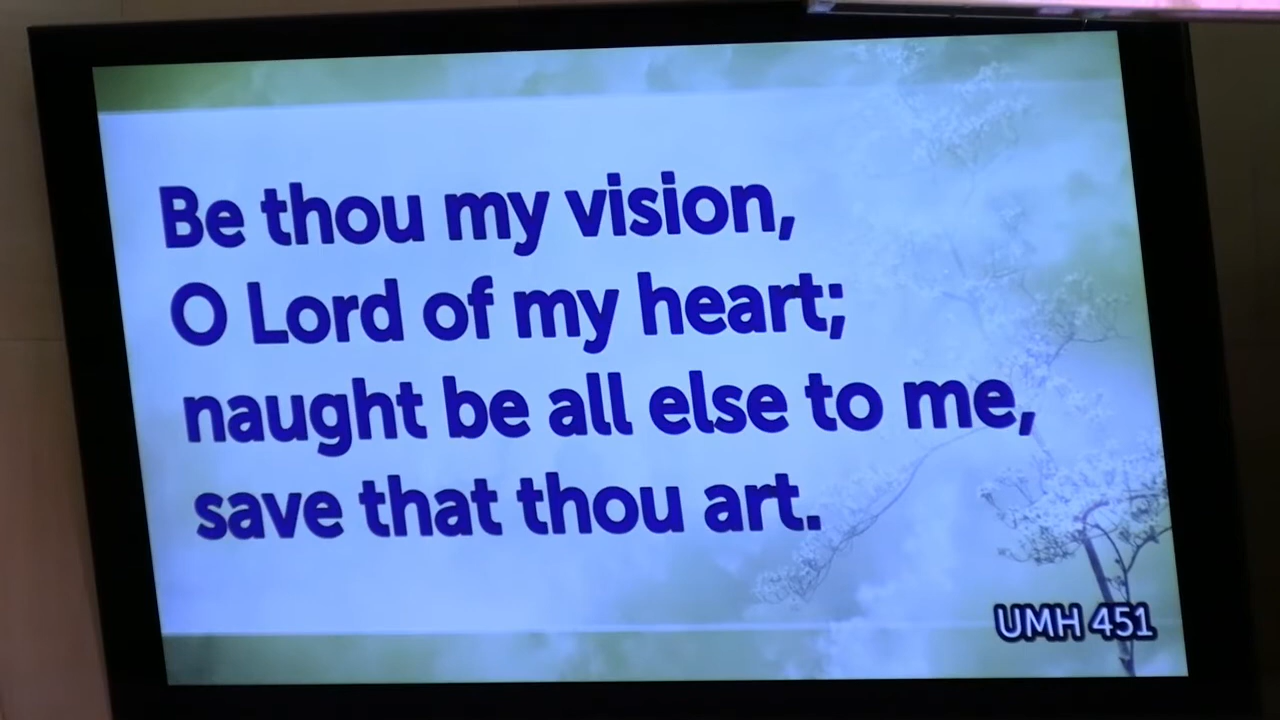 Be thou my vision,
O Lord of my heart;
naught be all else to me,
save that thou art.
UMH 451